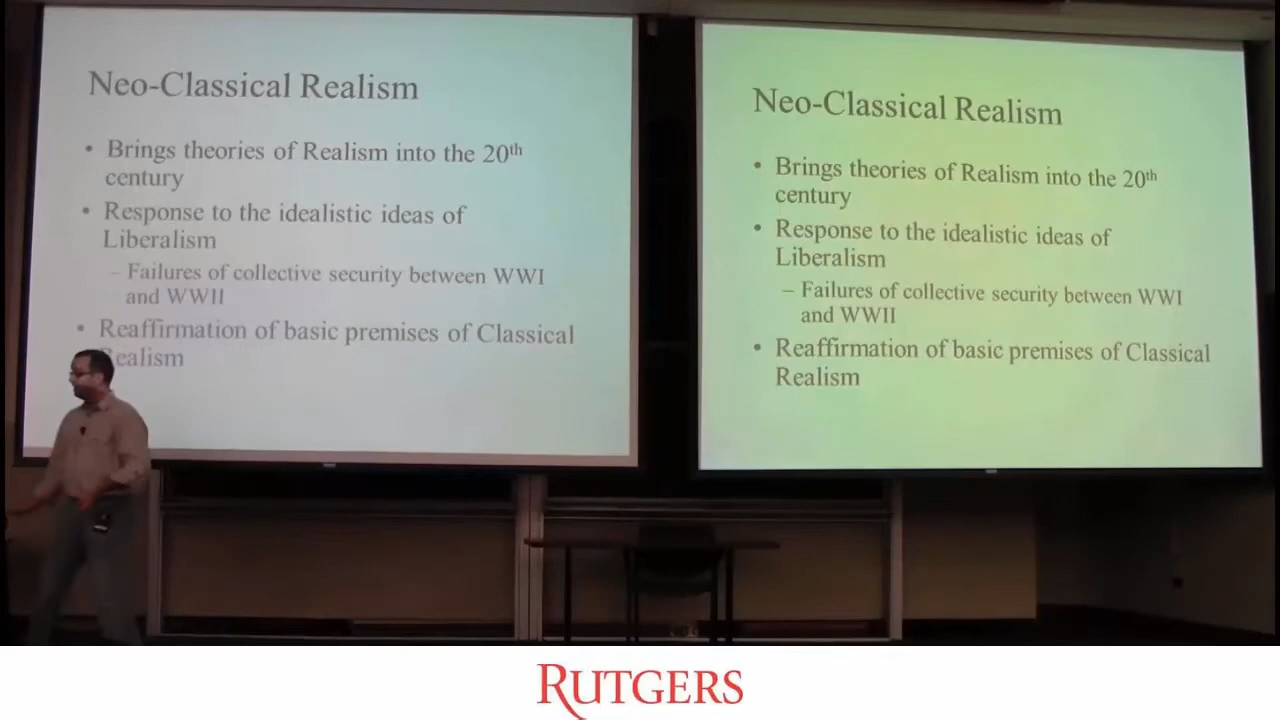 Neo-Classical Realism
• Brings theories of Realism into the 20th
century
• Response to the idealistic ideas of
Liberalism
– Failures of collective security between WWI
and WWII
• Reaffirmation of basic premises of Classical
Realism
Neo-Classical Realism
• Brings theories of Realism into the 20th
century
• Response to the idealistic ideas of
Liberalism
– Failures of collective security between WWI
and WWII
• Reaffirmation of basic premises of Classical
Realism
RUTGERS